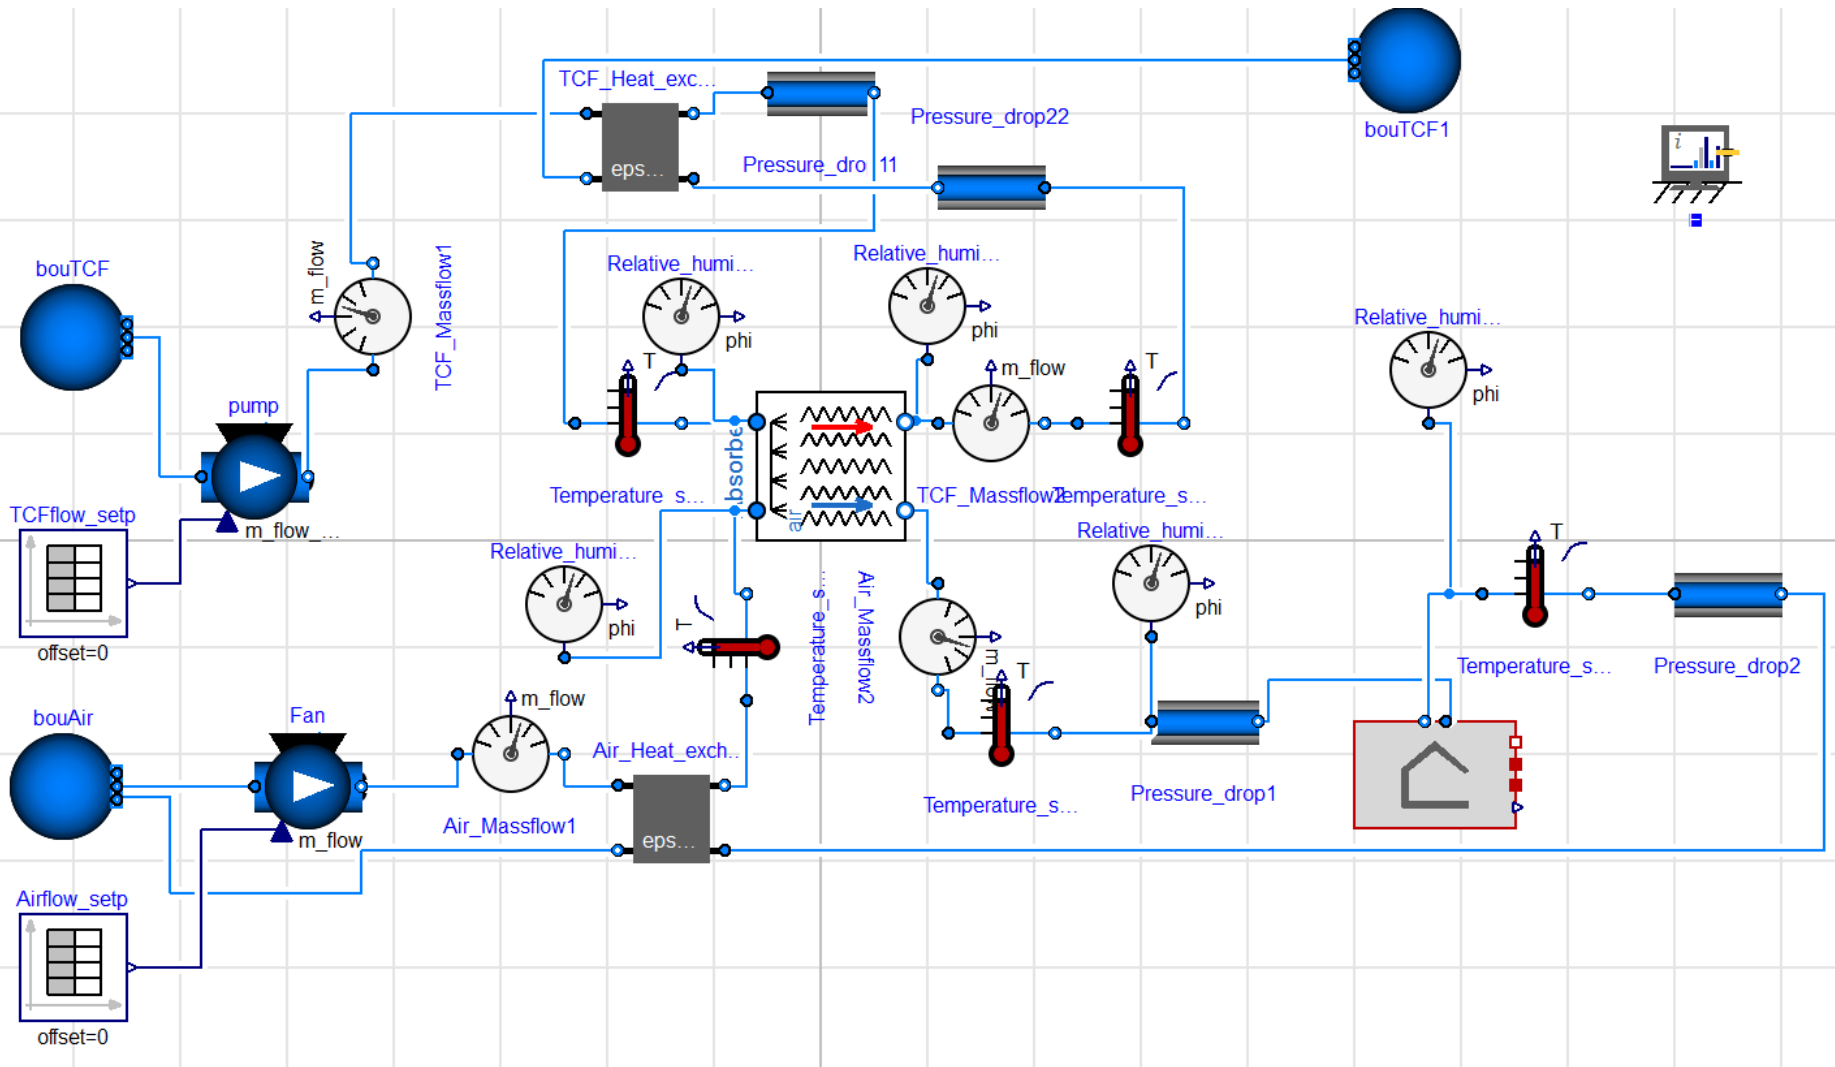 TCF_Heat_exc...
eps...
Pressure_drop22
Pressure_dro 11
bouTCF1
i
bouTCF
m_flow
TCF_Massflow1
Relative_humi...
phi
Relative_humi...
phi
Relative_humi...
phi
pump
m_flow_...
TCFflow_setp
offset=0
T
Temperature_s...
air
m_flow
TCF_Massflow2
T
Temperature_s...
Relative_humi...
phi
Relative_humi...
phi
T
Temperature_s...
Air_Massflow2
m_flow
T
Temperature_s...
Pressure_drop1
T
Temperature_s...
Pressure_drop2
bouAir
Fan
m_flow
m_flow
Air_Massflow1
Air_Heat_exch..
eps...
Airflow_setp
offset=0